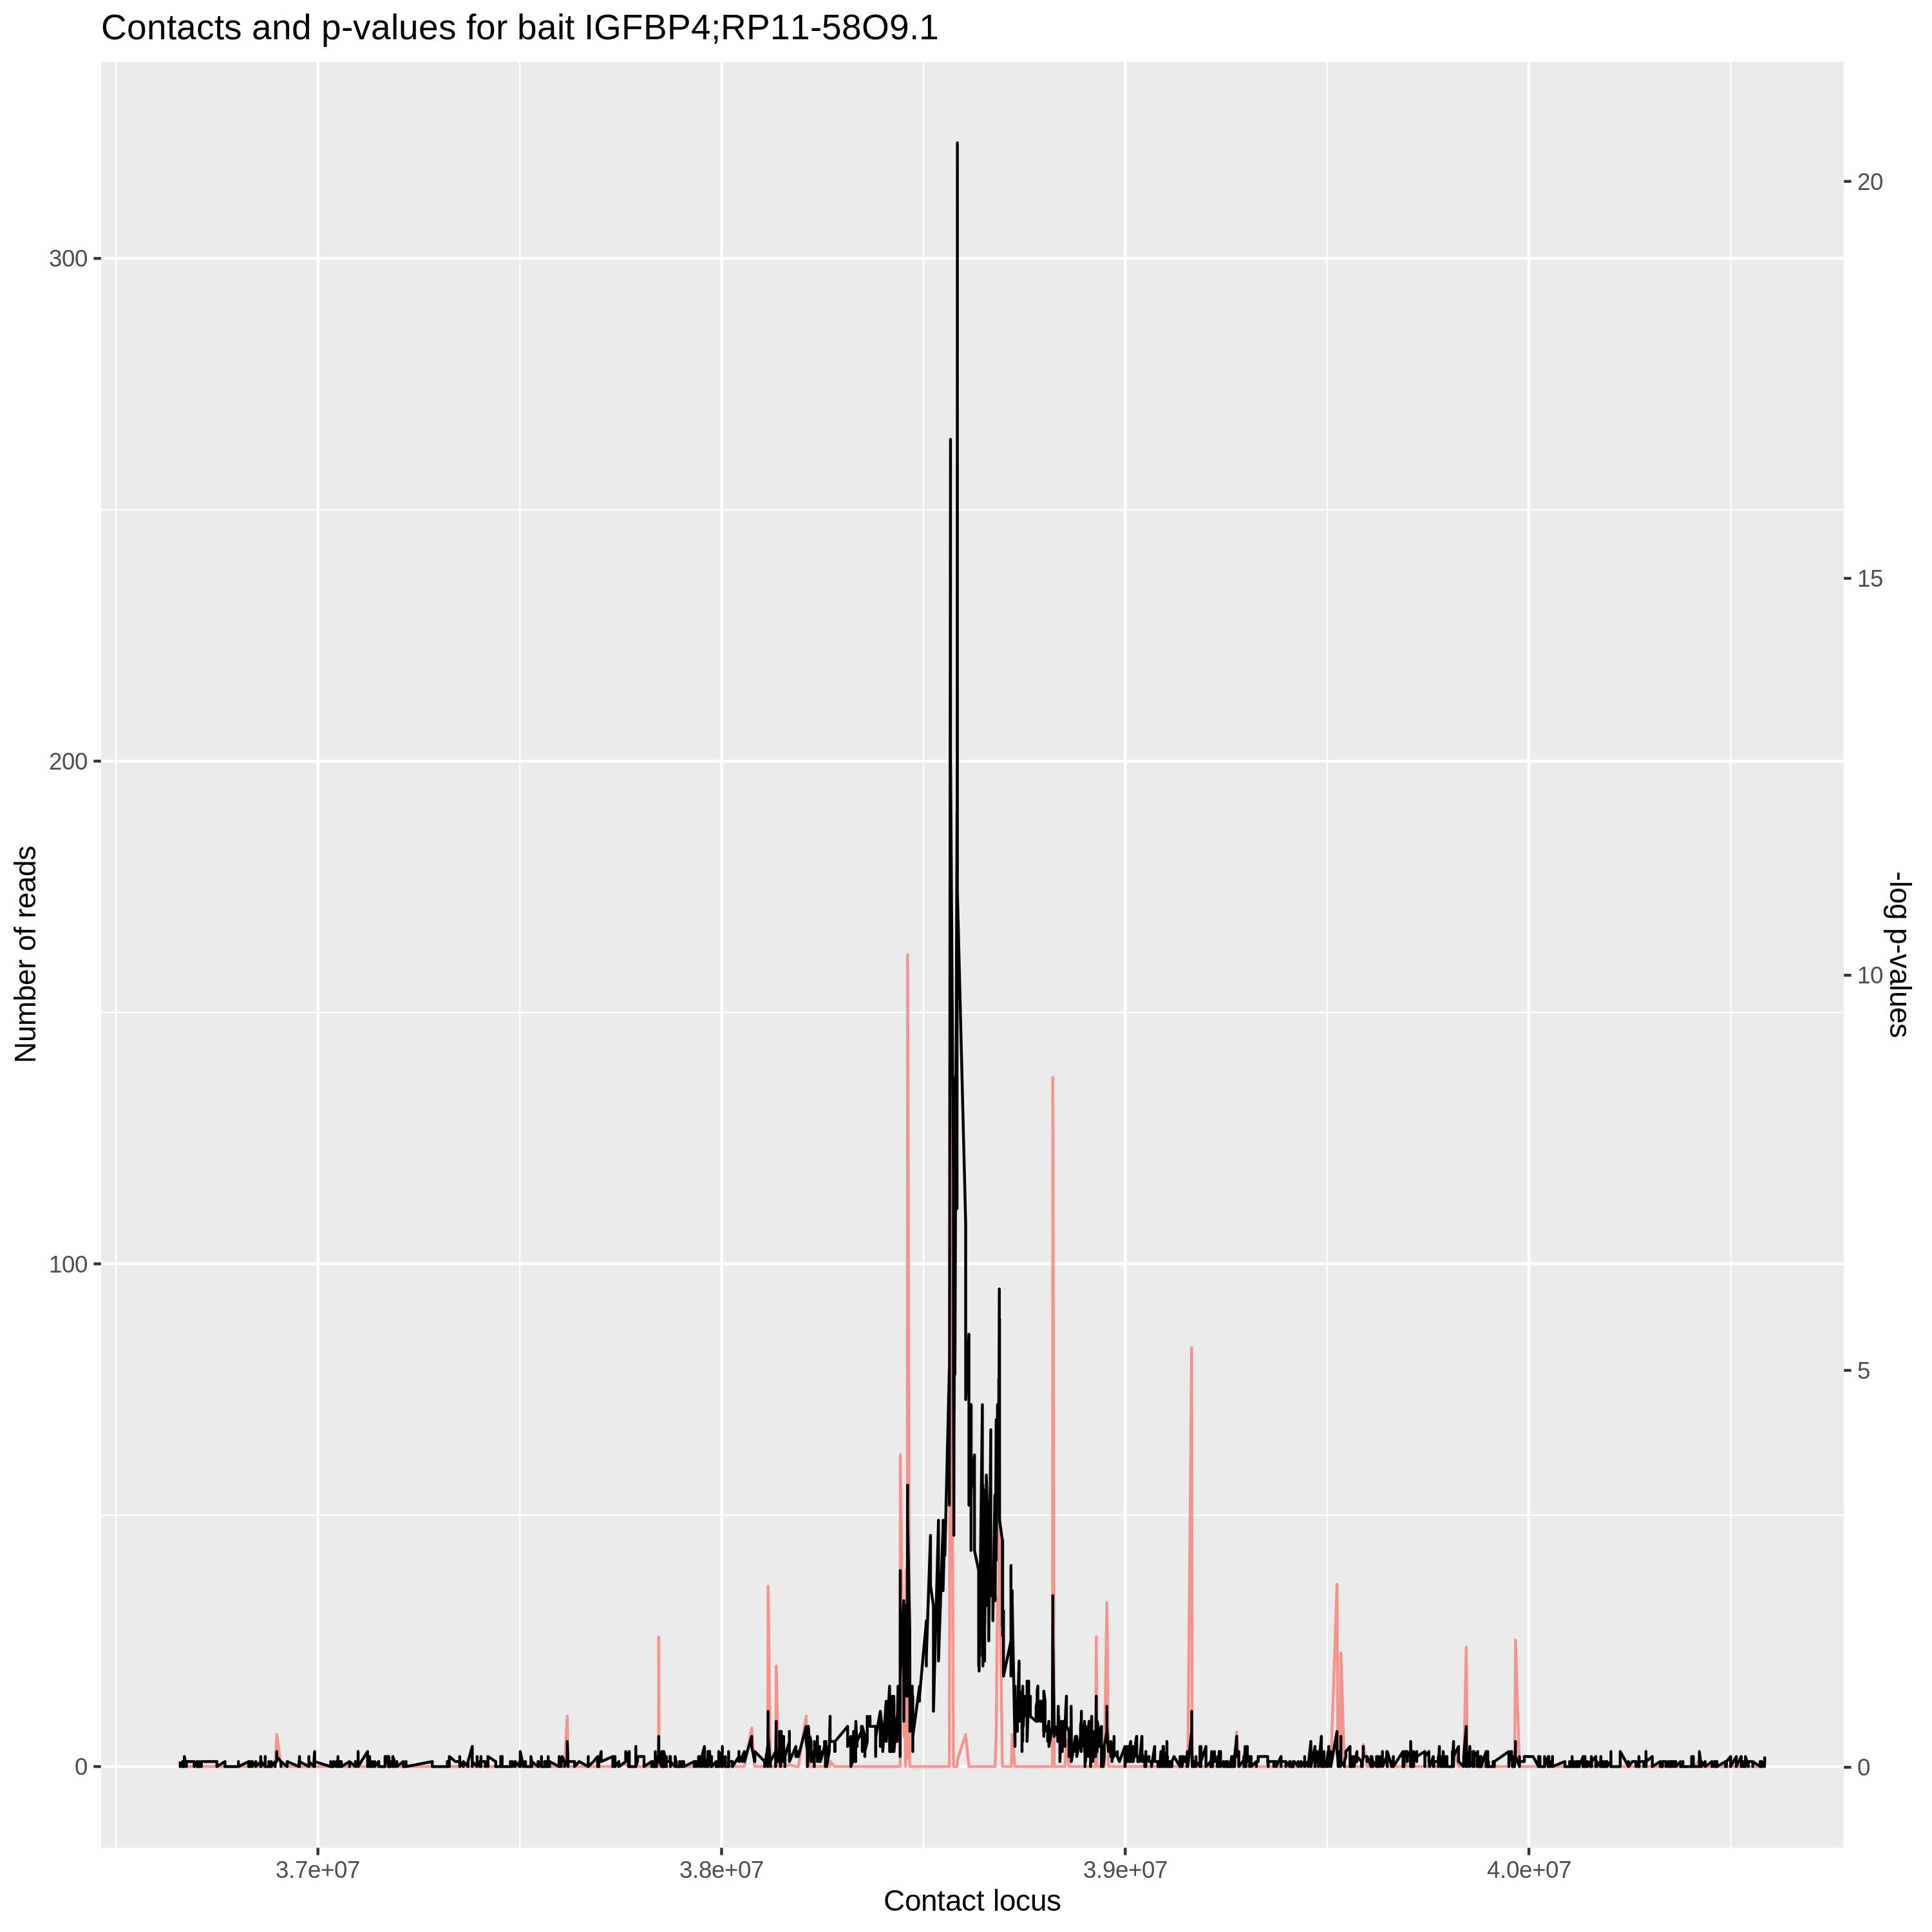 Contacts and p-values for bait IGFBP4;RP11-58O9.1
Number of reads
300
200
100
0
20
15
10
5
0
-log p-values
3.7e+07
3.8e+07
3.9e+07
4.0e+07
Contact locus